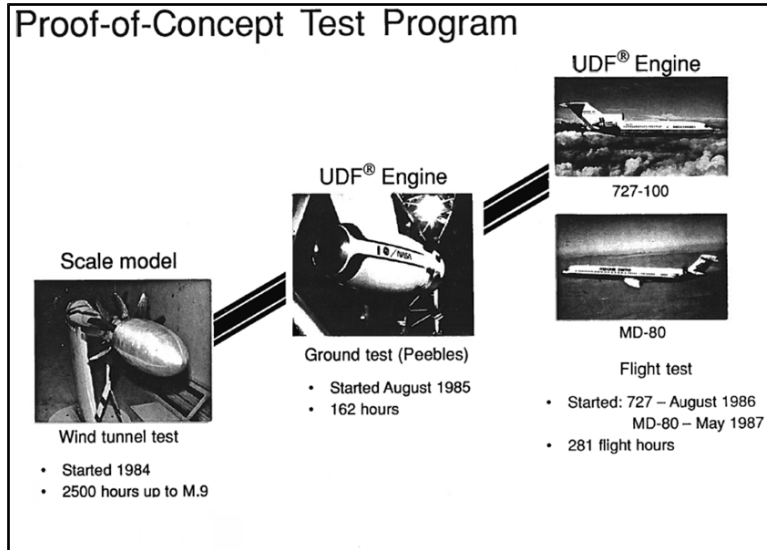 Proof-of-Concept Test Program
Scale model
Wind tunnel test
• Started 1984
• 2500 hours up to M.9
UDF® Engine
NASA
Ground test (Peebles)
• Started August 1985
• 162 hours
UDF® Engine
727-100
MD-80
Flight test
• Started: 727 – August 1986
MD-80 – May 1987
• 281 flight hours